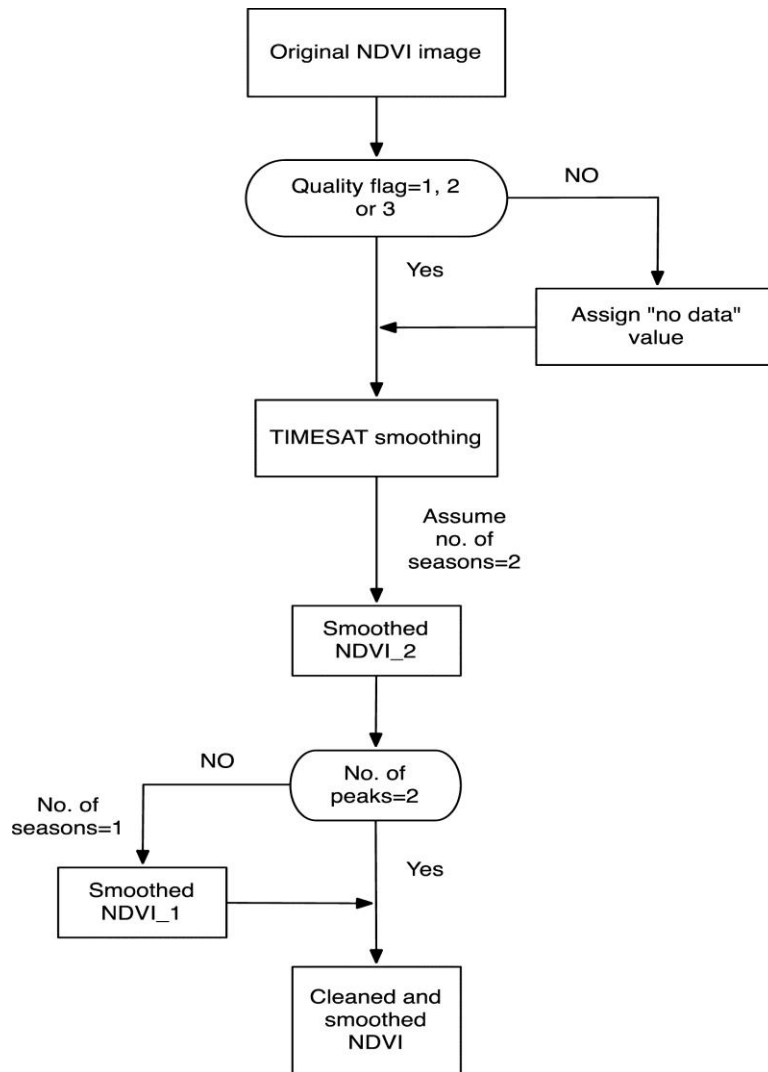 Original NDVI image
Quality flag=1, 2
or 3
NO
Yes
Assign "no data"
value
TIMESAT smoothing
Assume
no. of
seasons=2
Smoothed
NDVI_2
NO
No. of
peaks=2
No. of
seasons=1
Yes
Smoothed
NDVI_1
Cleaned and
smoothed
NDVI